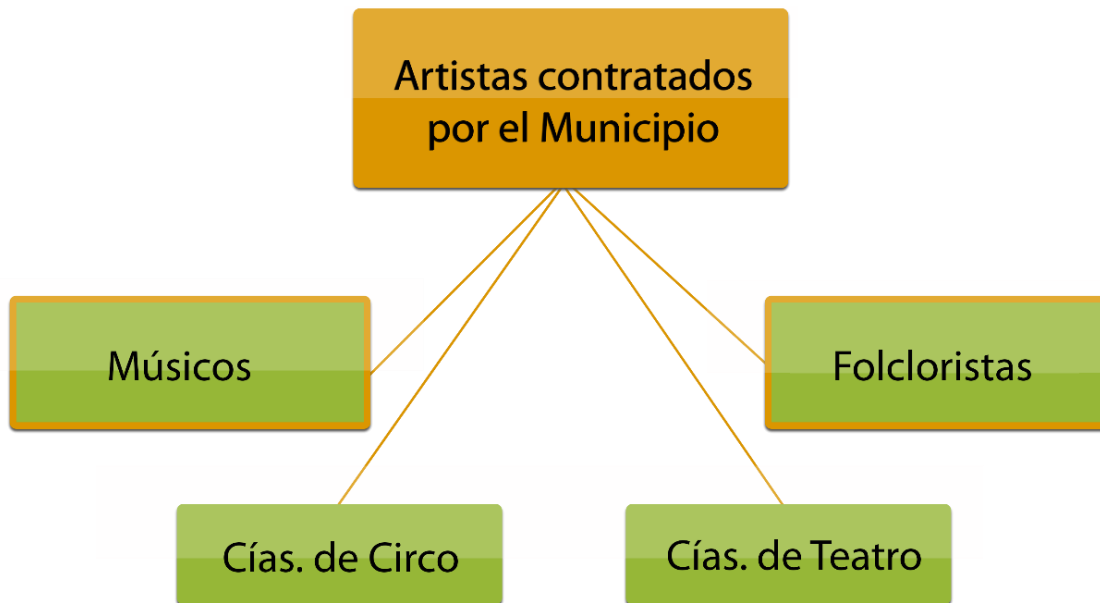 Artistas contratados
por el Municipio
Músicos
Folcloristas
Cías. de Circo
Cías. de Teatro